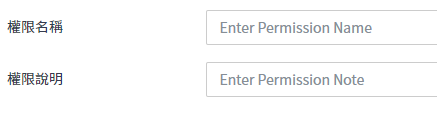 權限名稱 Enter Permission Name
權限說明 Enter Permission Note